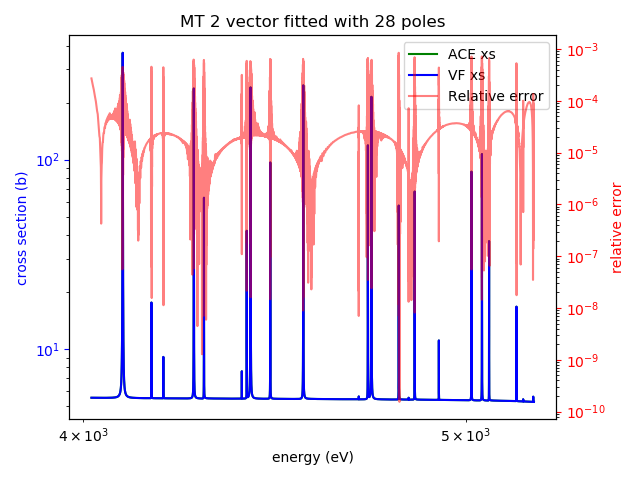 MT 2 vector fitted with 28 poles
ACE xs
VF xs
Relative error
cross section (b)
10²
10¹
relative error
10⁻³
10⁻⁴
10⁻⁵
10⁻⁶
10⁻⁷
10⁻⁸
10⁻⁹
10⁻¹⁰
4 × 10³
5 × 10³
energy (eV)